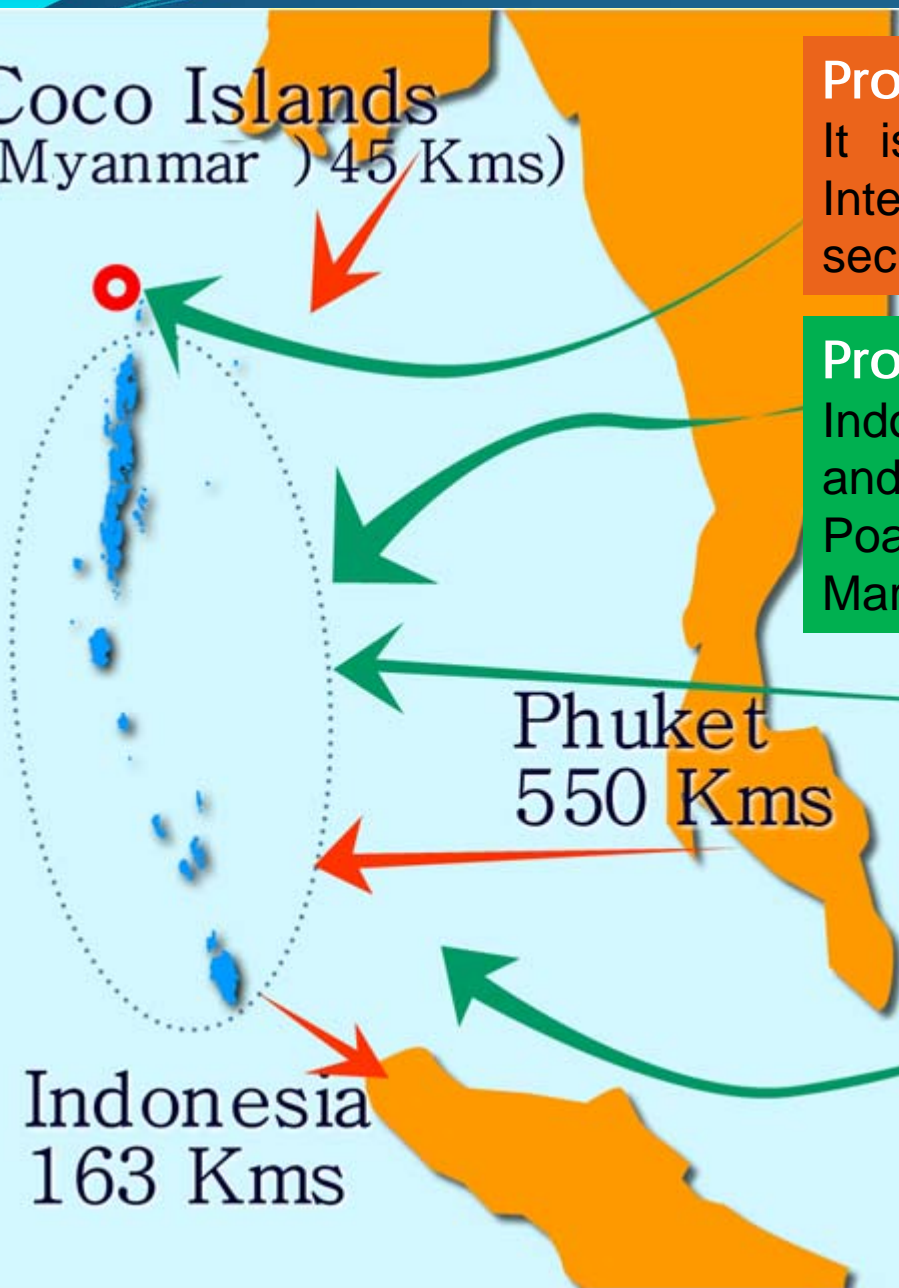 Coco Islands
Myanmar ) 45 Kms)
Pro
It is
Inte
sec
Pro
Indo
and
Poa
Mar
Phuket
550 Kms
Indonesia
163 Kms